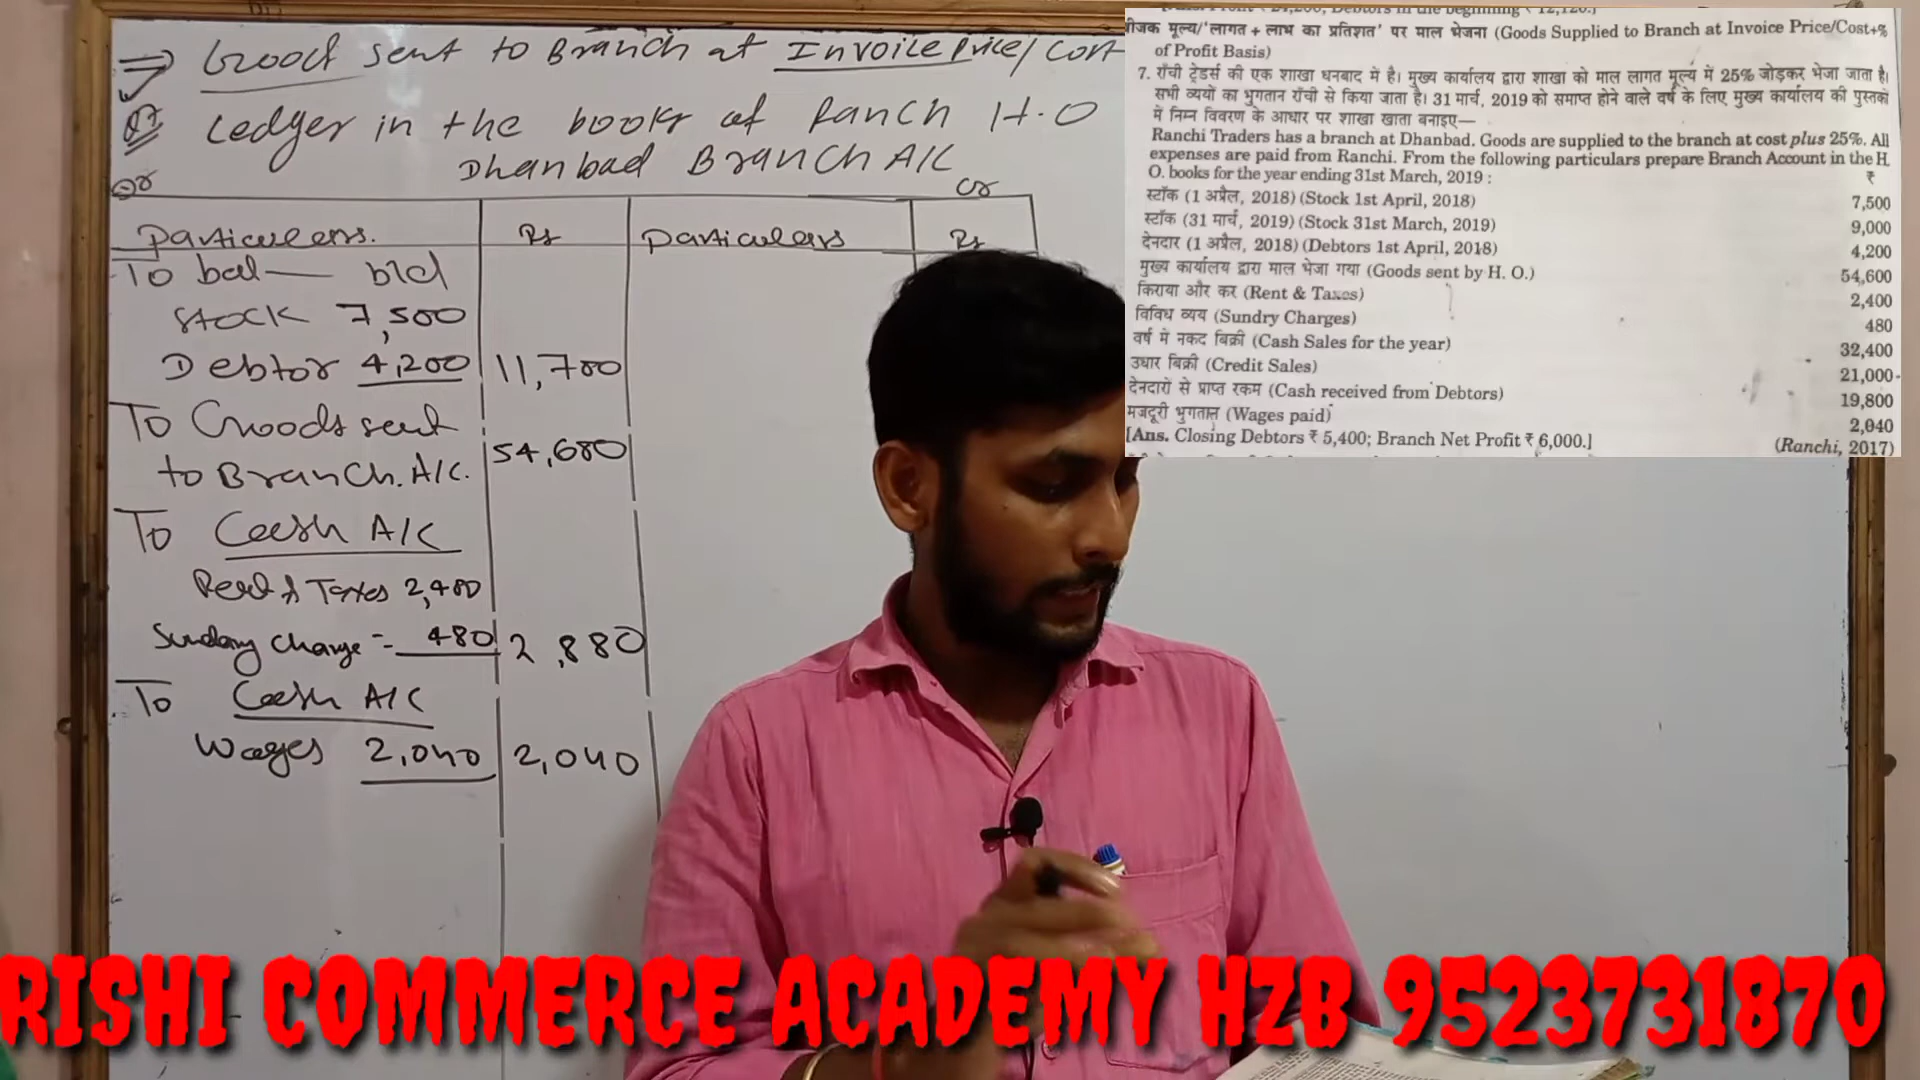 ⇒ Good sent to Branch at Invoice Price/Cost
Q7 Ledger in the books of Ranch H.O
Dhanbad Branch A/C
Dr Cr
Particulers. Rs Particulars Rs
To bal— b/d
Stock 7,500
Debtor 4,200 11,700
To Goods sent
to Branch. A/C. 54,600
To Cash A/C
Rent & Taxes 2,400
Sundry Charge - 480 2,880
To Cash A/C
Wages 2,040 2,040
बीजक मूल्य/'लागत + लाभ का प्रतिशत' पर माल भेजना (Goods Supplied to Branch at Invoice Price/Cost+%
of Profit Basis)
7. राँची ट्रेडर्स की एक शाखा धनबाद में है। मुख्य कार्यालय द्वारा शाखा को माल लागत मूल्य में 25% जोड़कर भेजा जाता है।
सभी व्ययों का भुगतान राँची से किया जाता है। 31 मार्च, 2019 को समाप्त होने वाले वर्ष के लिए मुख्य कार्यालय की पुस्तकों
में निम्न विवरण के आधार पर शाखा खाता बनाइए—
Ranchi Traders has a branch at Dhanbad. Goods are supplied to the branch at cost plus 25%. All
expenses are paid from Ranchi. From the following particulars prepare Branch Account in the H.
O. books for the year ending 31st March, 2019 : ₹
स्टॉक (1 अप्रैल, 2018) (Stock 1st April, 2018) 7,500
स्टॉक (31 मार्च, 2019) (Stock 31st March, 2019) 9,000
देनदार (1 अप्रैल, 2018) (Debtors 1st April, 2018) 4,200
मुख्य कार्यालय द्वारा माल भेजा गया (Goods sent by H. O.) 54,600
किराया और कर (Rent & Taxes) 2,400
विविध व्यय (Sundry Charges) 480
वर्ष में नकद बिक्री (Cash Sales for the year) 32,400
उधार बिक्री (Credit Sales) 21,000
देनदारों से प्राप्त रकम (Cash received from Debtors) 19,800
मजदूरी भुगतान (Wages paid) 2,040
[Ans. Closing Debtors ₹ 5,400; Branch Net Profit ₹ 6,000.] (Ranchi, 2017)
RISHI COMMERCE ACADEMY HZB 9523731870